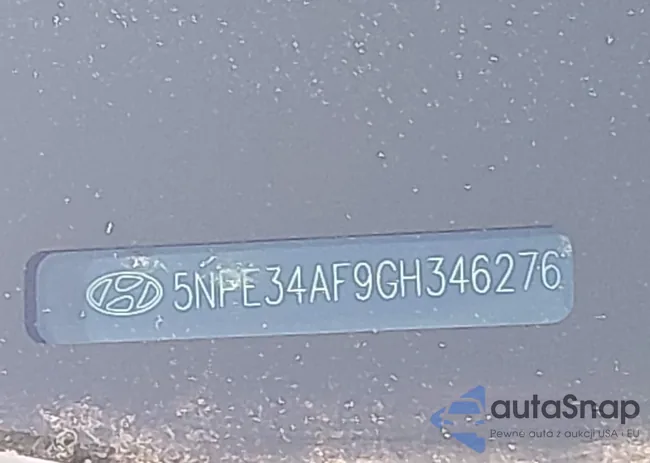 5NPE34AF9GH346276
autaSnap
Pewne auta z aukcji USA i EU